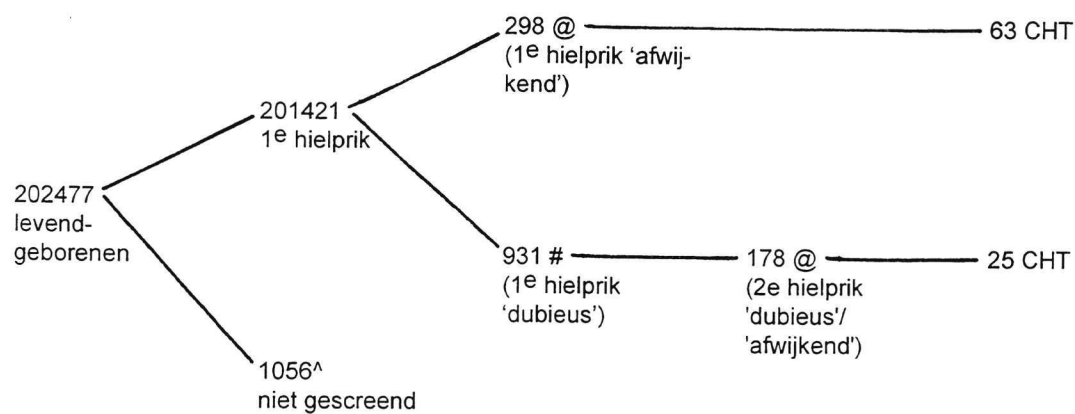 298 @
63 CHT
(1e hielprik ‘afwij-
kend’)
201421
1e hielprik
202477
levend-
geborenen
931 #
(1e hielprik
‘dubieus’)
178 @
(2e hielprik
'dubieus'/
'afwijkend')
25 CHT
1056^
niet gescreend